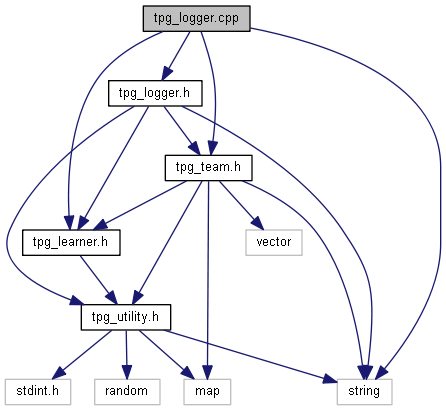 tpg_logger.cpp
tpg_logger.h
tpg_team.h
tpg_learner.h
vector
tpg_utility.h
stdint.h
random
map
string